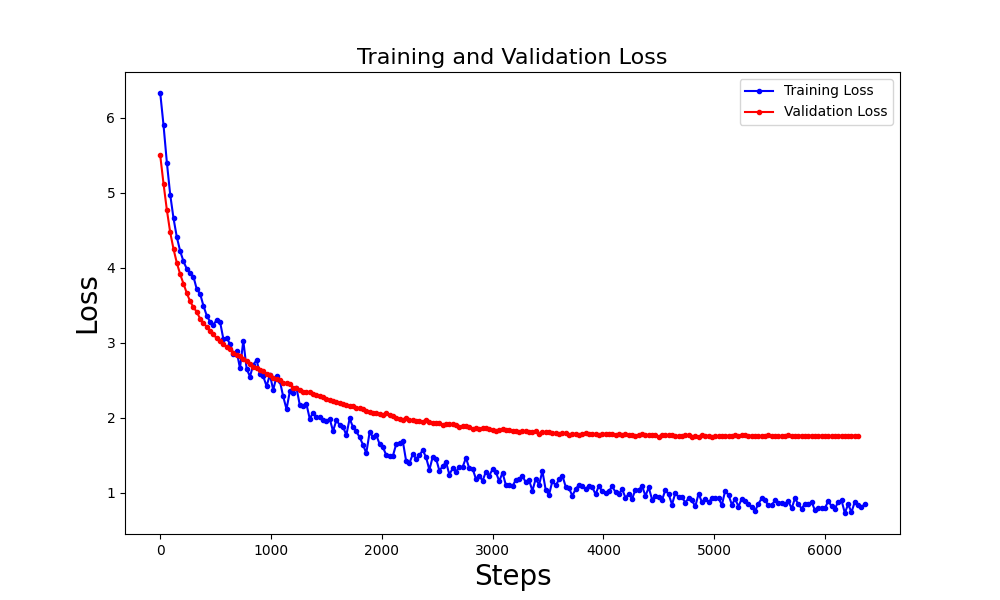 Training and Validation Loss
Training Loss
Validation Loss
Loss
6
5
4
3
2
1
0 1000 2000 3000 4000 5000 6000
Steps